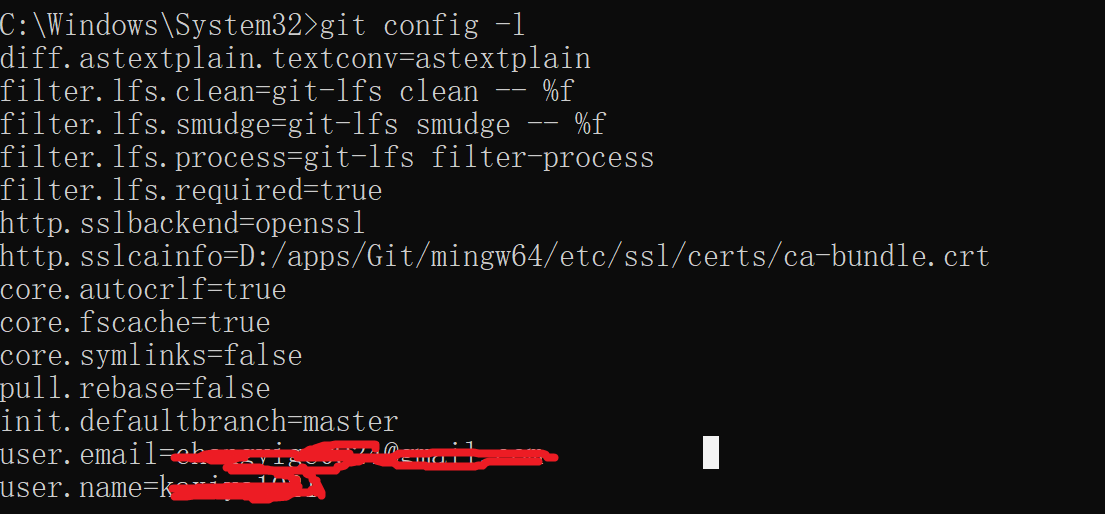 C:\Windows\System32>git config -l
diff.astextplain.textconv=astextplain
filter.lfs.clean=git-lfs clean -- %f
filter.lfs.smudge=git-lfs smudge -- %f
filter.lfs.process=git-lfs filter-process
filter.lfs.required=true
http.sslbackend=openssl
http.sslcainfo=D:/apps/Git/mingw64/etc/ssl/certs/ca-bundle.crt
core.autocrlf=true
core.fscache=true
core.symlinks=false
pull.rebase=false
init.defaultbranch=master
user.email=
user.name=